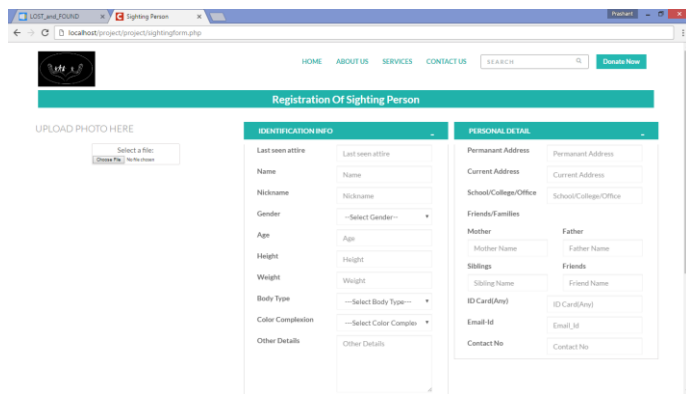 LOST_and_FOUND
Sighting Person
Prashant
localhost/project/project/sightingform.php
HOME ABOUT US SERVICES CONTACT US SEARCH Donate Now
Registration Of Sighting Person
UPLOAD PHOTO HERE
Select a file:
Choose File No file chosen
IDENTIFICATION INFO
Last seen attire Last seen attire
Name Name
Nickname Nickname
Gender --Select Gender--
Age Age
Height Height
Weight Weight
Body Type ---Select Body Type---
Color Complexion ---Select Color Complex
Other Details Other Details
PERSONAL DETAIL
Permanant Address Permanant Address
Current Address Current Address
School/College/Office School/College/Office
Friends/Families
Mother Father
Mother Name Father Name
Siblings Friends
Sibling Name Friend Name
ID Card(Any) ID Card(Any)
Email-Id Email_Id
Contact No Contact No